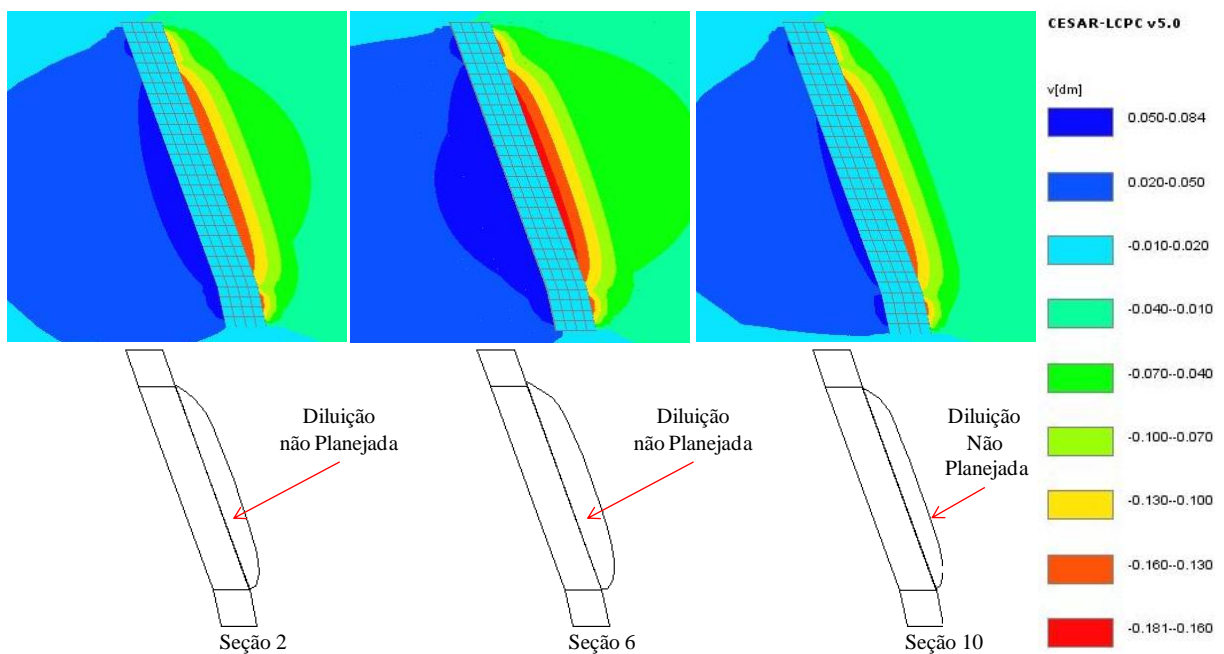 CESAR-LCPC v5.0
v[dm]
0.050-0.084
0.020-0.050
-0.010-0.020
-0.040--0.010
-0.070--0.040
-0.100--0.070
-0.130--0.100
-0.160--0.130
-0.181--0.160
Diluição
não Planejada
Diluição
não Planejada
Diluição
Não
Planejada
Seção 2
Seção 6
Seção 10